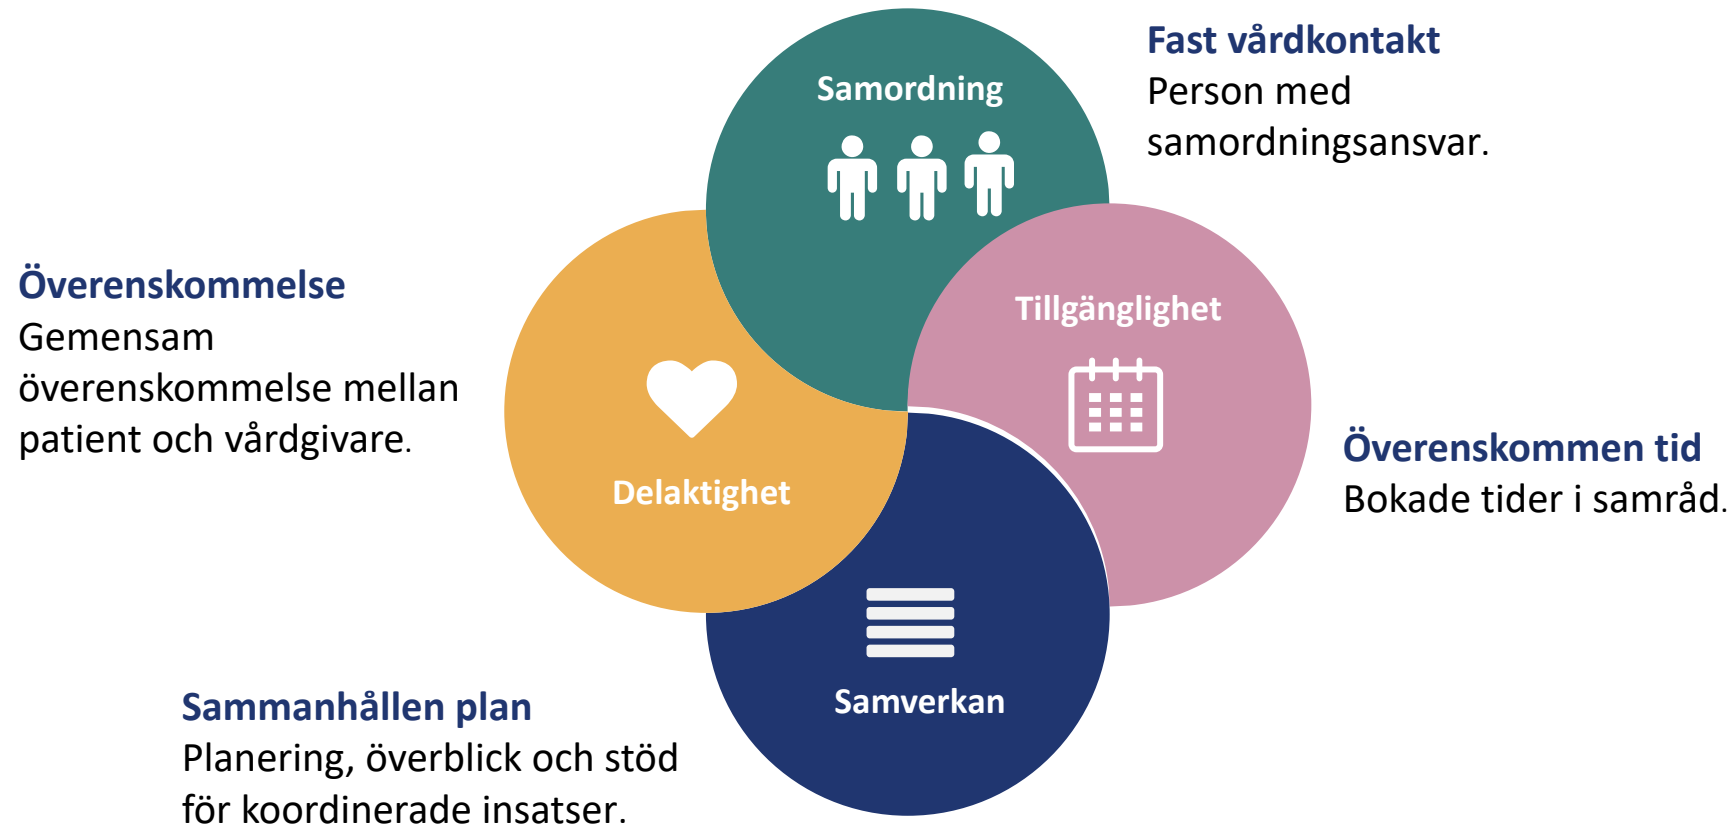 Samordning
Fast vårdkontakt
Person med
samordningsansvar.
Överenskommelse
Gemensam
överenskommelse mellan
patient och vårdgivare.
Tillgänglighet
Delaktighet
Överenskommen tid
Bokade tider i samråd.
Samverkan
Sammanhållen plan
Planering, överblick och stöd
för koordinerade insatser.